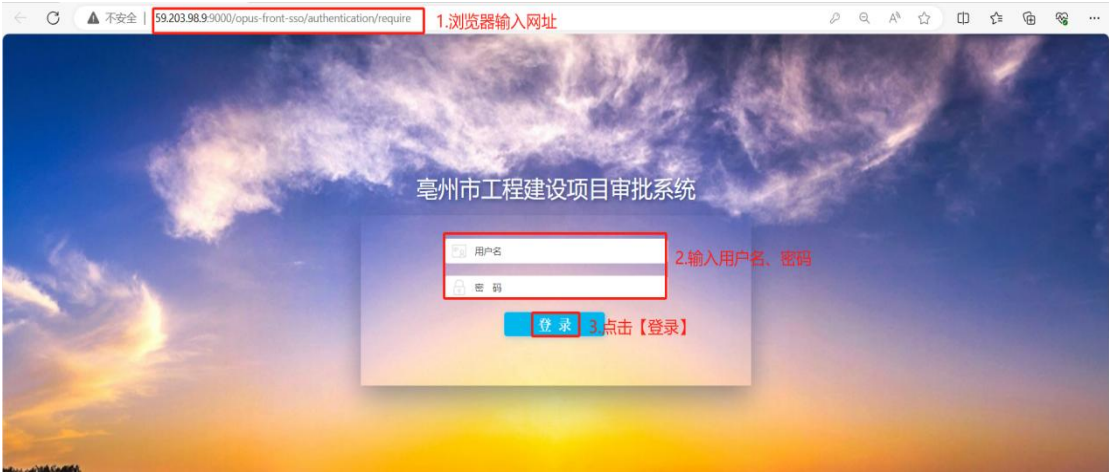 不安全
59.203.98.9:9000/opus-front-sso/authentication/require
1.浏览器输入网址
亳州市工程建设项目审批系统
用户名
2.输入用户名、密码
密 码
登 录
3.点击【登录】